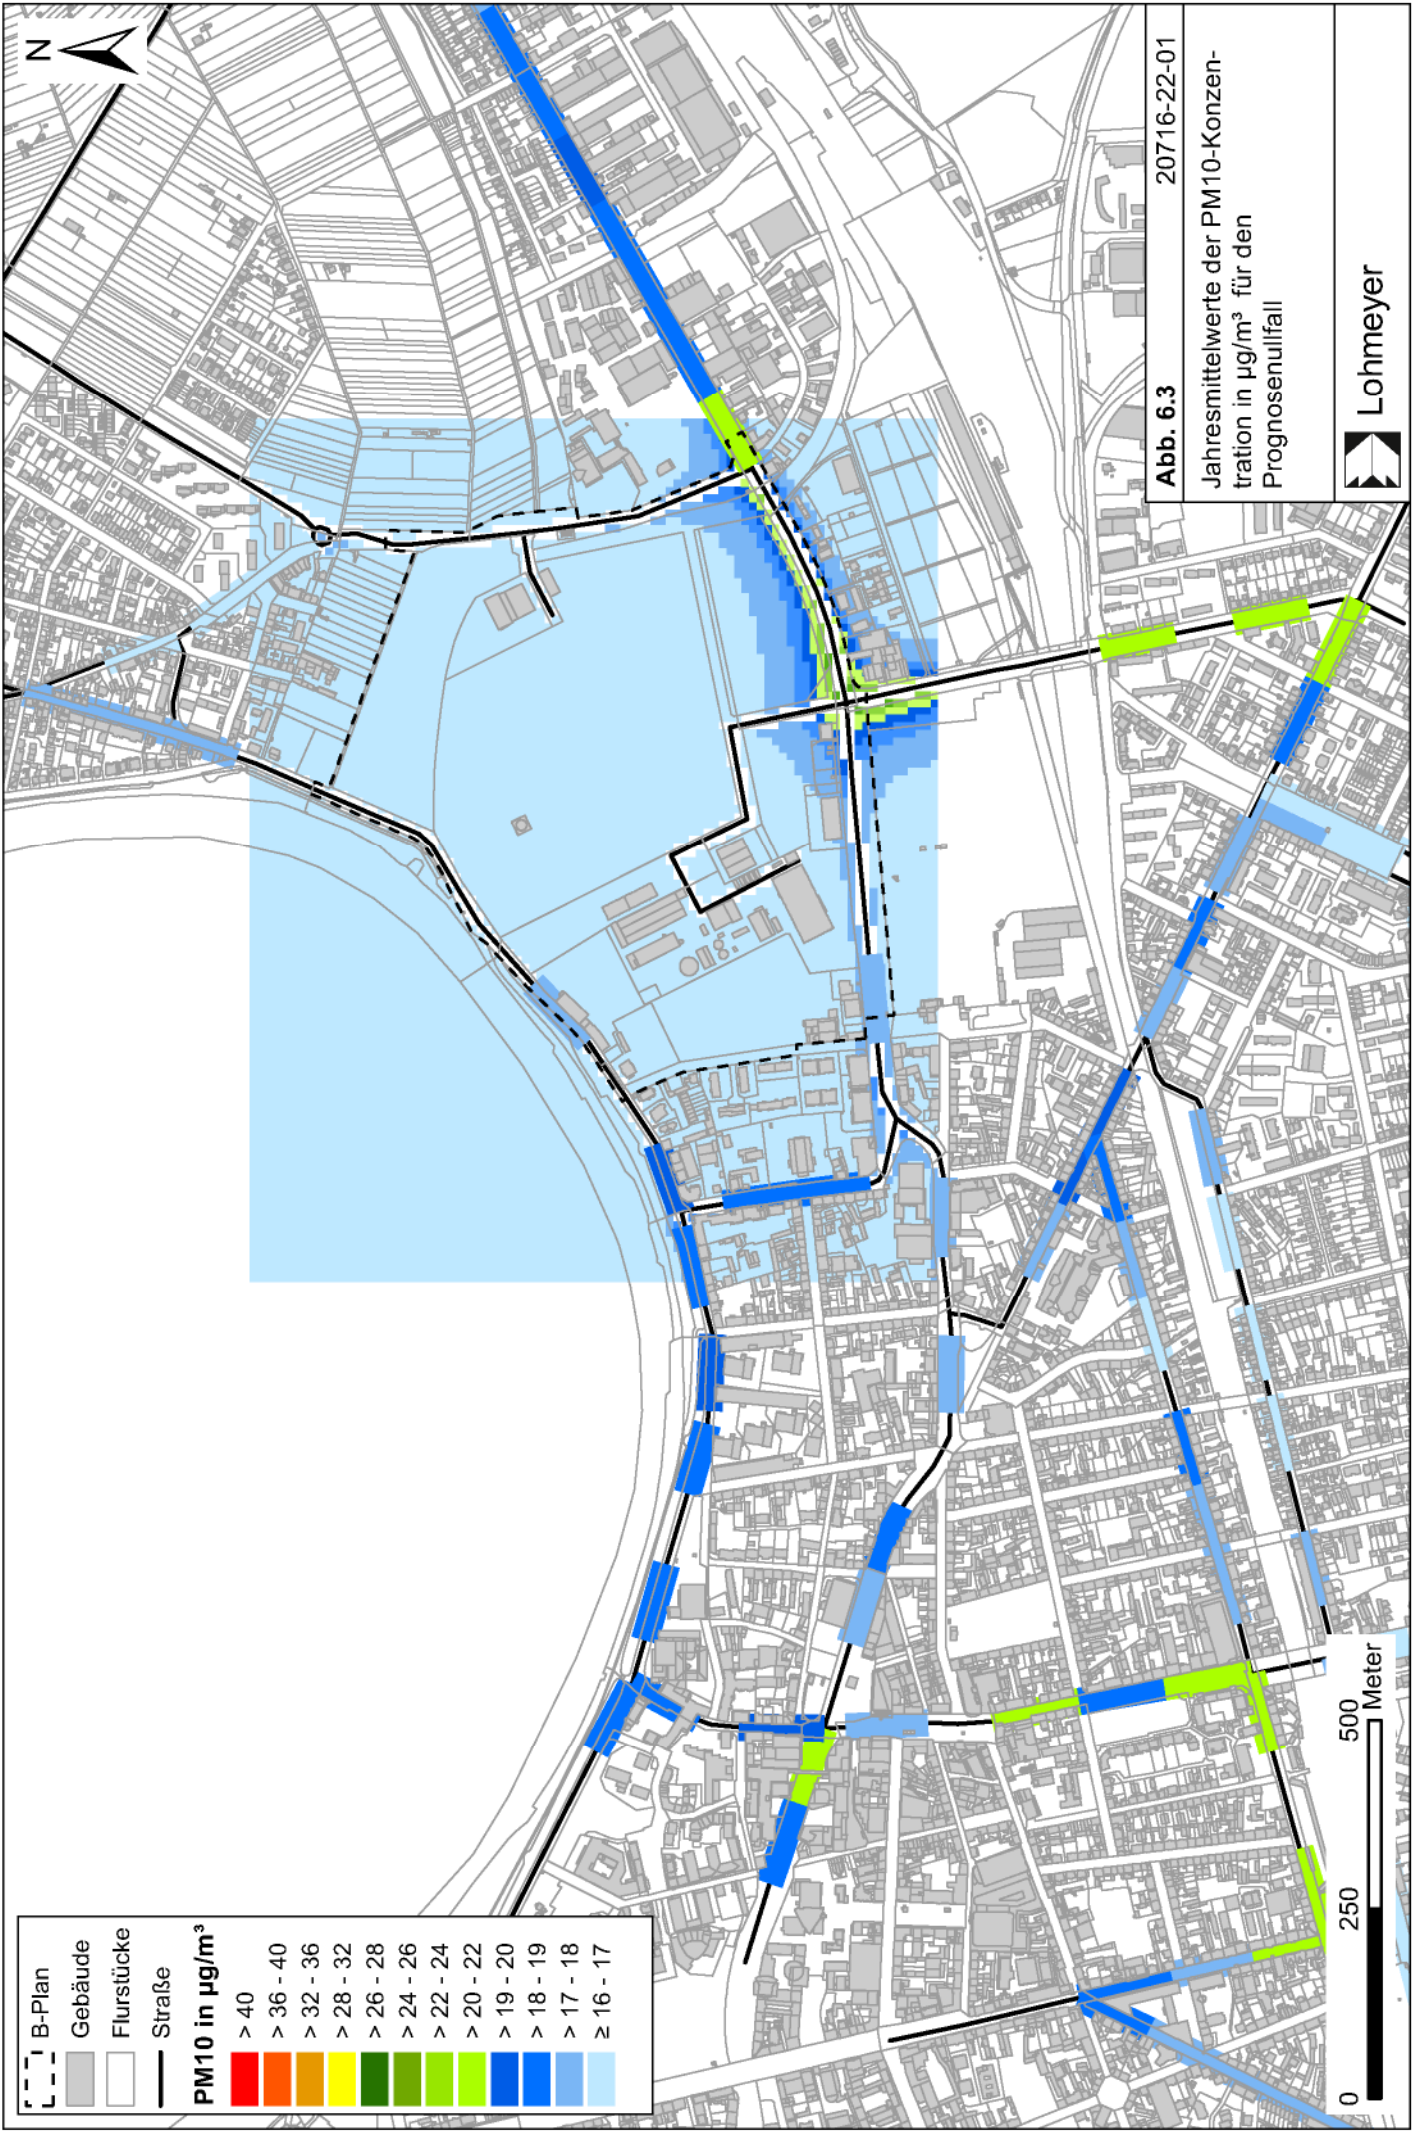 N
B-Plan
Gebäude
Flurstücke
Straße
PM10 in µg/m³
> 40
> 36 - 40
> 32 - 36
> 28 - 32
> 26 - 28
> 24 - 26
> 22 - 24
> 20 - 22
> 19 - 20
> 18 - 19
> 17 - 18
≥ 16 - 17
0 250 500
Meter
Abb. 6.3 20716-22-01
Jahresmittelwerte der PM10-Konzen-
tration in µg/m³ für den
Prognosenullfall
Lohmeyer